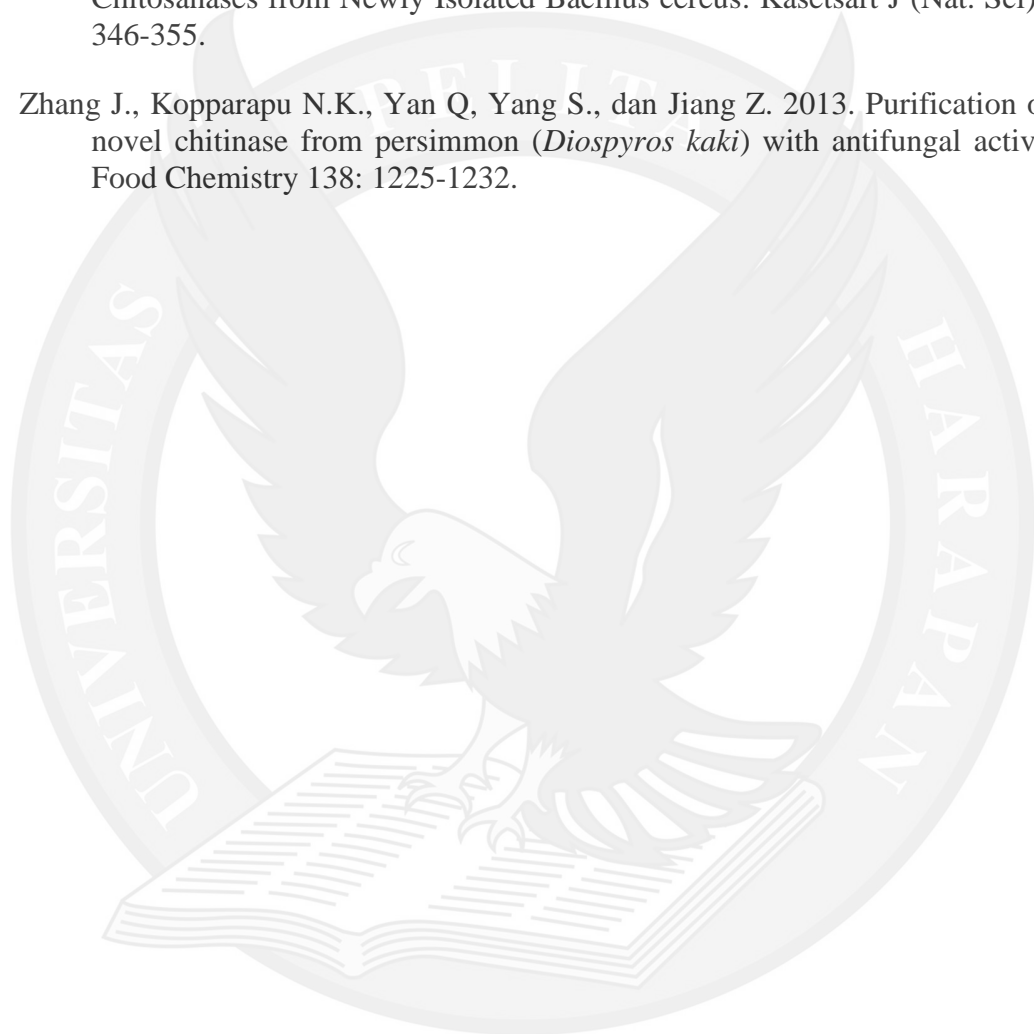 Chitosanases from Newly Isolated Bacillus cereus. Kasetsart J (Nat. Sci)
346-355.
Zhang J., Kopparapu N.K., Yan Q, Yang S., dan Jiang Z. 2013. Purification o
novel chitinase from persimmon (Diospyros kaki) with antifungal activ
Food Chemistry 138: 1225-1232.
UNIVERSITAS PELITA HARAPAN